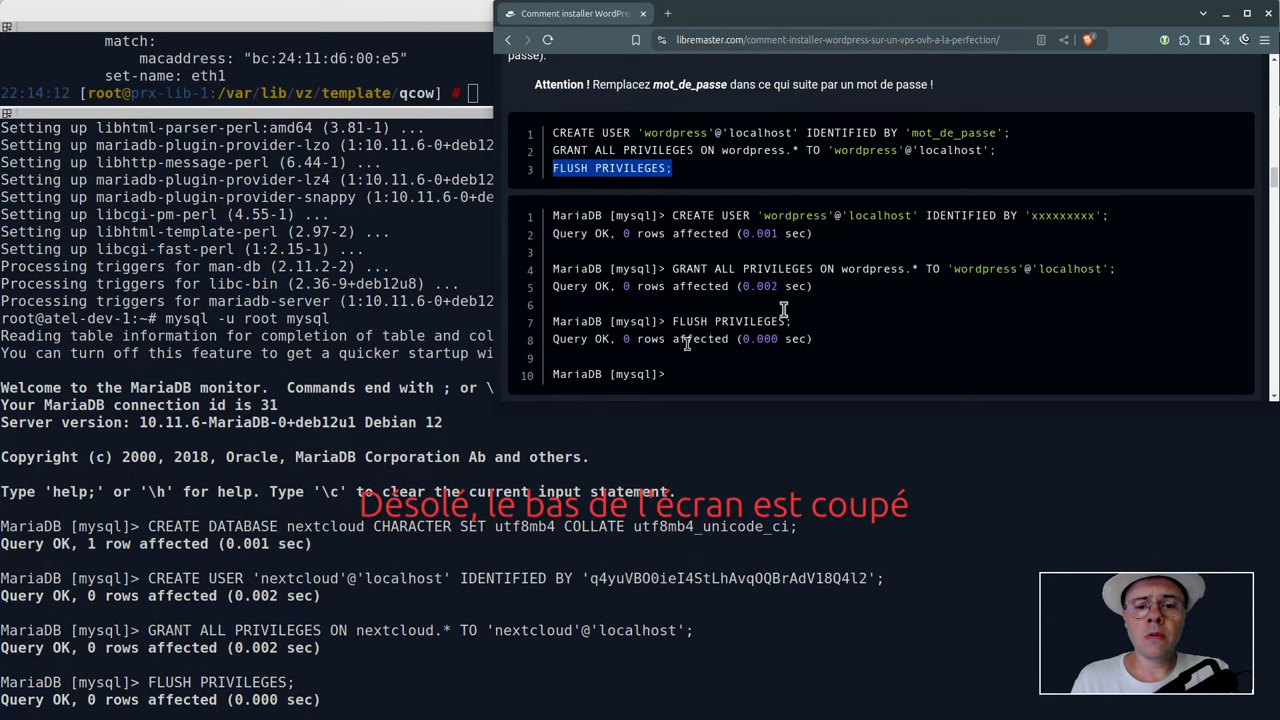 match:
macaddress: "bc:24:11:d6:00:e5"
set-name: eth1
22:14:12 [root@prx-lib-1:/var/lib/vz/template/qcow] #
Setting up libhtml-parser-perl:amd64 (3.81-1) ...
Setting up mariadb-plugin-provider-lzo (1:10.11.6-0+deb12
Setting up libhttp-message-perl (6.44-1) ...
Setting up mariadb-plugin-provider-lz4 (1:10.11.6-0+deb12
Setting up mariadb-plugin-provider-snappy (1:10.11.6-0+de
Setting up libcgi-pm-perl (4.55-1) ...
Setting up libhtml-template-perl (2.97-2) ...
Setting up libcgi-fast-perl (1:2.15-1) ...
Processing triggers for man-db (2.11.2-2) ...
Processing triggers for libc-bin (2.36-9+deb12u8) ...
Processing triggers for mariadb-server (1:10.11.6-0+deb12
root@atel-dev-1:~# mysql -u root mysql
Reading table information for completion of table and col
You can turn off this feature to get a quicker startup wi
Welcome to the MariaDB monitor.  Commands end with ; or \
Your MariaDB connection id is 31
Server version: 10.11.6-MariaDB-0+deb12u1 Debian 12
Copyright (c) 2000, 2018, Oracle, MariaDB Corporation Ab and others.
Type 'help;' or '\h' for help. Type '\c' to clear the current input statement.
Désolé, le bas de l'écran est coupé
MariaDB [mysql]> CREATE DATABASE nextcloud CHARACTER SET utf8mb4 COLLATE utf8mb4_unicode_ci;
Query OK, 1 row affected (0.001 sec)
MariaDB [mysql]> CREATE USER 'nextcloud'@'localhost' IDENTIFIED BY 'q4yuVBO0ieI4StLhAvqOQBrAdV18Q4l2';
Query OK, 0 rows affected (0.002 sec)
MariaDB [mysql]> GRANT ALL PRIVILEGES ON nextcloud.* TO 'nextcloud'@'localhost';
Query OK, 0 rows affected (0.002 sec)
MariaDB [mysql]> FLUSH PRIVILEGES;
Query OK, 0 rows affected (0.000 sec)
Comment installer WordPre
libremaster.com/comment-installer-wordpress-sur-un-vps-ovh-a-la-perfection/
passe).
Attention ! Remplacez mot_de_passe dans ce qui suite par un mot de passe !
1 CREATE USER 'wordpress'@'localhost' IDENTIFIED BY 'mot_de_passe';
2 GRANT ALL PRIVILEGES ON wordpress.* TO 'wordpress'@'localhost';
3 FLUSH PRIVILEGES;
1 MariaDB [mysql]> CREATE USER 'wordpress'@'localhost' IDENTIFIED BY 'xxxxxxxxx';
2 Query OK, 0 rows affected (0.001 sec)
3
4 MariaDB [mysql]> GRANT ALL PRIVILEGES ON wordpress.* TO 'wordpress'@'localhost';
5 Query OK, 0 rows affected (0.002 sec)
6
7 MariaDB [mysql]> FLUSH PRIVILEGES;
8 Query OK, 0 rows affected (0.000 sec)
9
10 MariaDB [mysql]>